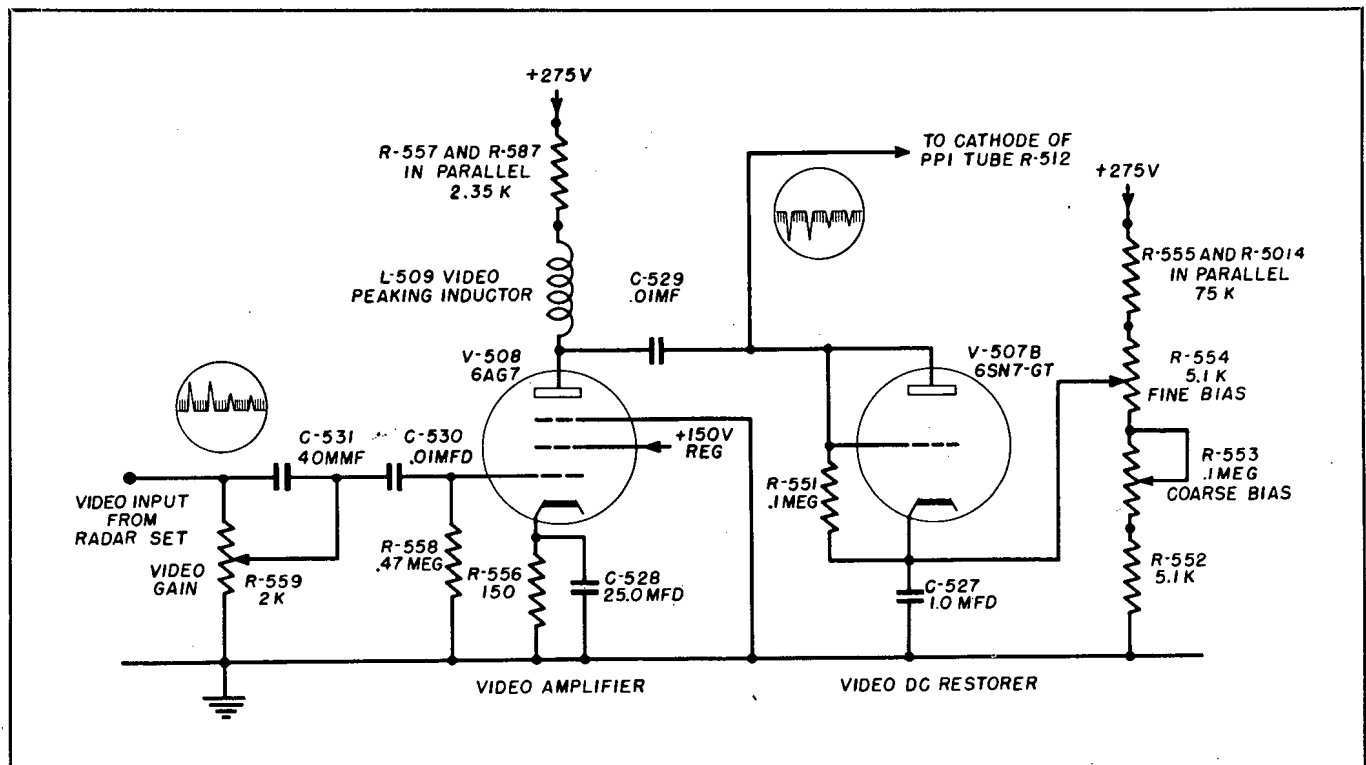 +275V
R-557 AND R-587
IN PARALLEL
2.35 K
L-509 VIDEO
PEAKING INDUCTOR
C-529
.01MF
TO CATHODE OF
PPI TUBE R-512
+275V
R-555 AND R-5014
IN PARALLEL
75 K
V-508
6AG7
V-507B
6SN7-GT
R-554
5.1 K
FINE BIAS
C-531
40MMF
C-530
.01MFD
+150V
REG
R-553
.1 MEG
COARSE BIAS
VIDEO INPUT
FROM
RADAR SET
VIDEO
GAIN
R-559
2K
R-558
.47 MEG
R-556
150
C-528
25.0 MFD
R-551
.1 MEG
C-527
1.0 MFD
R-552
5.1 K
VIDEO AMPLIFIER
VIDEO DC RESTORER